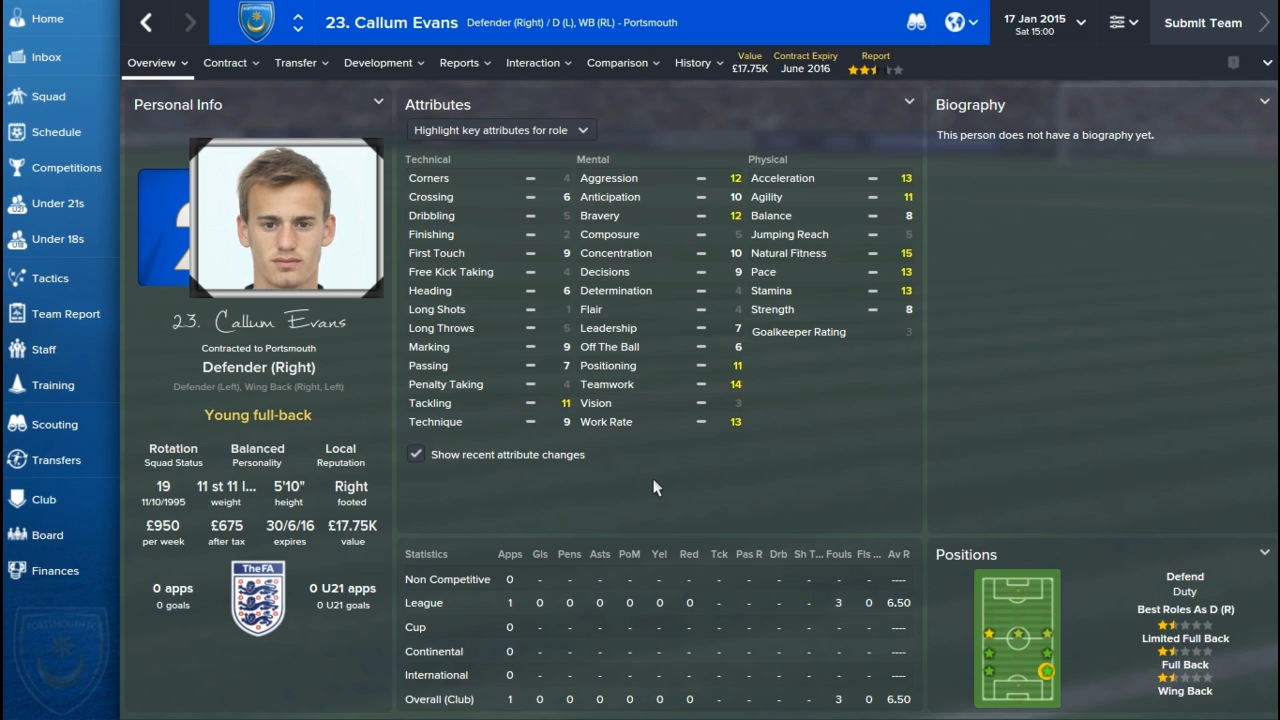 Home
Inbox
Squad
Schedule
Competitions
Under 21s
Under 18s
Tactics
Team Report
Staff
Training
Scouting
Transfers
Club
Board
Finances
23. Callum Evans Defender (Right) / D (L), WB (RL) - Portsmouth
17 Jan 2015
Sat 15:00
Submit Team
Overview Contract Transfer Development Reports Interaction Comparison History
Value
£17.75K
Contract Expiry
June 2016
Report
Personal Info
23. Callum Evans
Contracted to Portsmouth
Defender (Right)
Defender (Left), Wing Back (Right, Left)
Young full-back
Rotation Balanced Local
Squad Status Personality Reputation
19 11 st 11 l... 5'10" Right
11/10/1995 weight height footed
£950 £675 30/6/16 £17.75K
per week after tax expires value
0 apps The FA 0 U21 apps
0 goals 0 U21 goals
Attributes
Highlight key attributes for role
Technical Mental Physical
Corners - 4 Aggression - 12 Acceleration - 13
Crossing - 6 Anticipation - 10 Agility - 11
Dribbling - 5 Bravery - 12 Balance - 8
Finishing - 2 Composure - 5 Jumping Reach - 5
First Touch - 9 Concentration - 10 Natural Fitness - 15
Free Kick Taking - 4 Decisions - 9 Pace - 13
Heading - 6 Determination - 4 Stamina - 13
Long Shots - 1 Flair - 4 Strength - 8
Long Throws - 5 Leadership - 7 Goalkeeper Rating 3
Marking - 9 Off The Ball - 6
Passing - 7 Positioning - 11
Penalty Taking - 4 Teamwork - 14
Tackling - 11 Vision - 3
Technique - 9 Work Rate - 13
Show recent attribute changes
Statistics Apps Gls Pens Asts PoM Yel Red Tck Pas R Drb Sh T... Fouls Fls ... Av R
Non Competitive 0 - - - - - - - - - - - - ----
League 1 0 0 0 0 0 0 - - - - 3 0 6.50
Cup 0 - - - - - - - - - - - - ----
Continental 0 - - - - - - - - - - - - ----
International 0 - - - - - - - - - - - - ----
Overall (Club) 1 0 0 0 0 0 0 - - - - 3 0 6.50
Biography
This person does not have a biography yet.
Positions
Defend
Duty
Best Roles As D (R)
Limited Full Back
Full Back
Wing Back